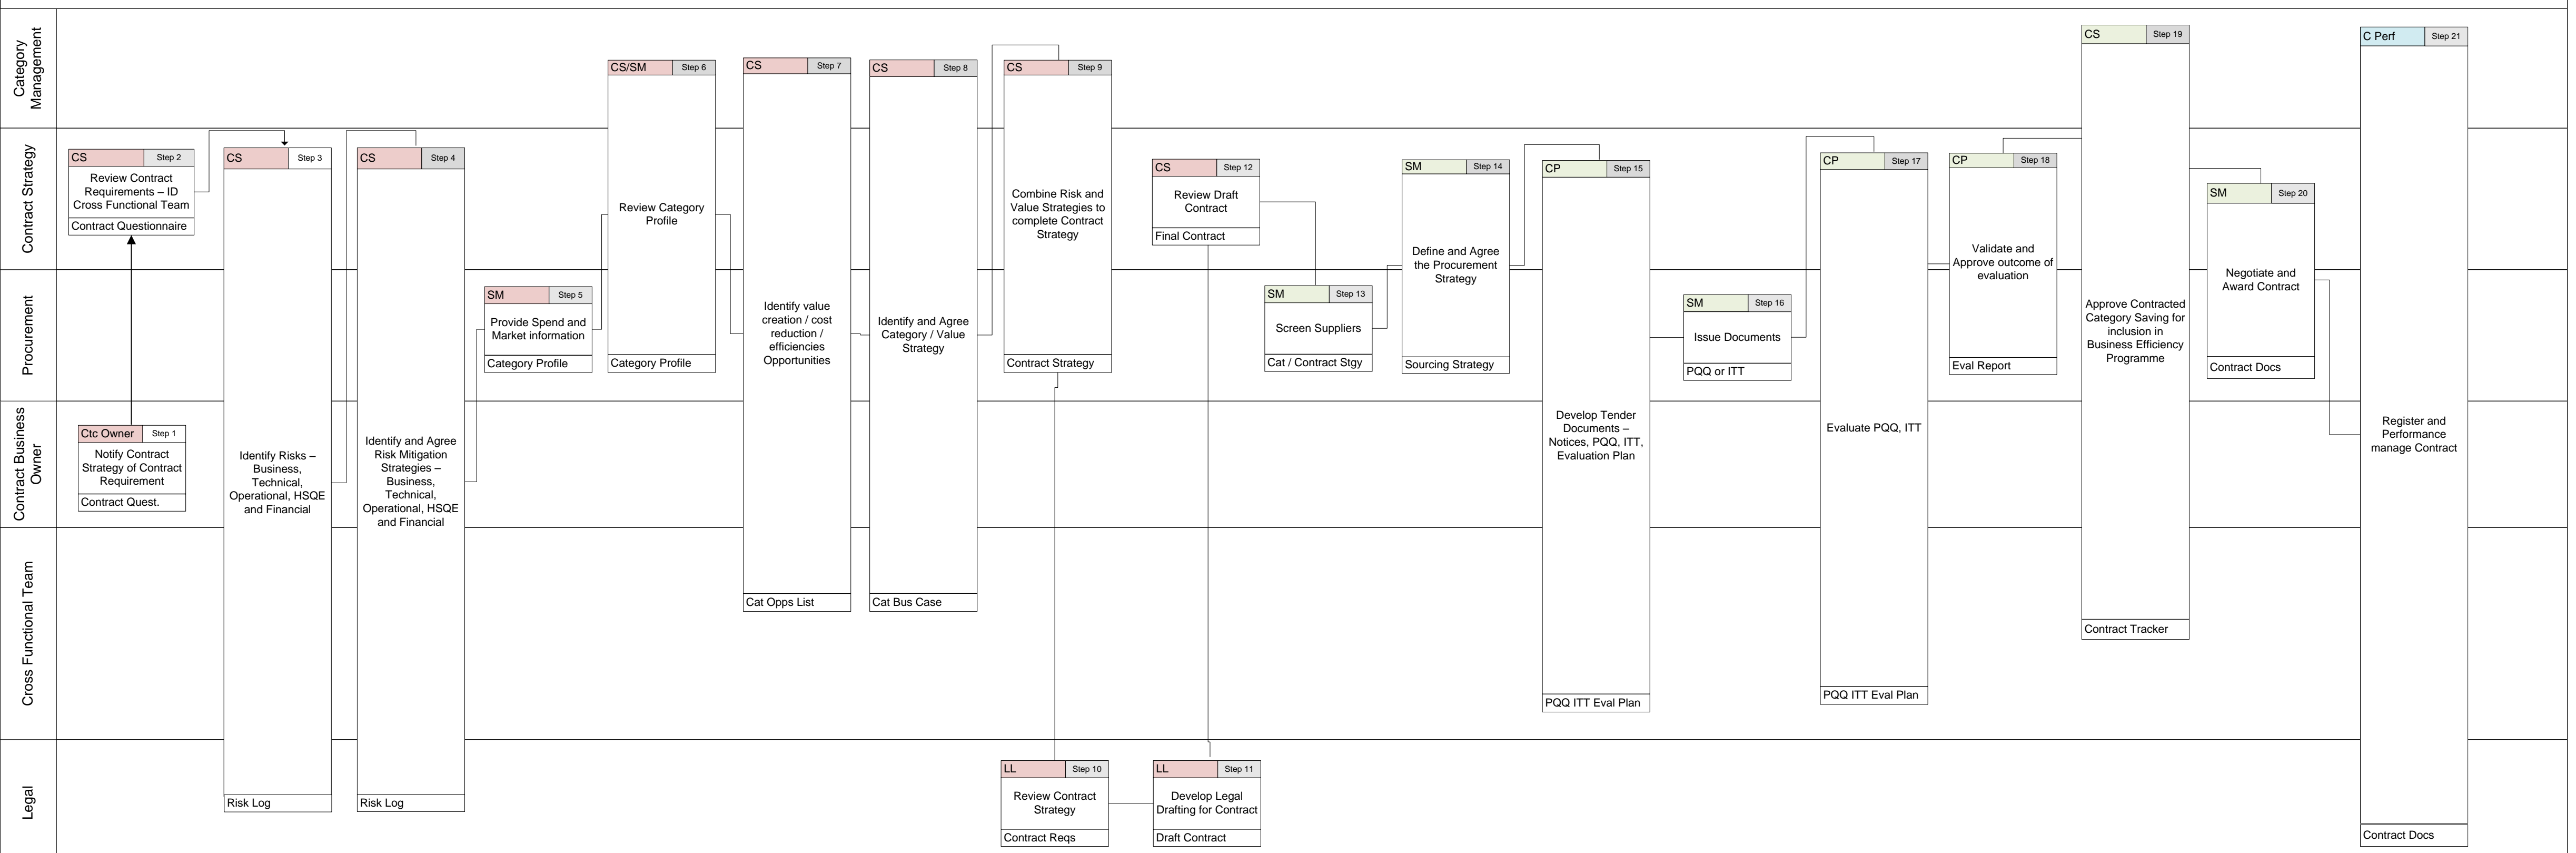 Category
Management
Contract Strategy
Procurement
Contract Business
Owner
Cross Functional Team
Legal
Ctc Owner
Step 1
Notify Contract
Strategy of Contract
Requirement
Contract Quest.
CS
Step 2
Review Contract
Requirements – ID
Cross Functional Team
Contract Questionnaire
CS
Step 3
Identify Risks –
Business,
Technical,
Operational, HSQE
and Financial
Risk Log
CS
Step 4
Identify and Agree
Risk Mitigation
Strategies –
Business,
Technical,
Operational, HSQE
and Financial
Risk Log
SM
Step 5
Provide Spend and
Market information
Category Profile
CS/SM
Step 6
Review Category
Profile
Category Profile
CS
Step 7
Identify value
creation / cost
reduction /
efficiencies
Opportunities
Cat Opps List
CS
Step 8
Identify and Agree
Category / Value
Strategy
Cat Bus Case
CS
Step 9
Combine Risk and
Value Strategies to
complete Contract
Strategy
Contract Strategy
LL
Step 10
Review Contract
Strategy
Contract Reqs
LL
Step 11
Develop Legal
Drafting for Contract
Draft Contract
CS
Step 12
Review Draft
Contract
Final Contract
SM
Step 13
Screen Suppliers
Cat / Contract Stgy
SM
Step 14
Define and Agree
the Procurement
Strategy
Sourcing Strategy
CP
Step 15
Develop Tender
Documents –
Notices, PQQ, ITT,
Evaluation Plan
PQQ ITT Eval Plan
SM
Step 16
Issue Documents
PQQ or ITT
CP
Step 17
Evaluate PQQ, ITT
PQQ ITT Eval Plan
CP
Step 18
Validate and
Approve outcome of
evaluation
Eval Report
CS
Step 19
Approve Contracted
Category Saving for
inclusion in
Business Efficiency
Programme
Contract Tracker
SM
Step 20
Negotiate and
Award Contract
Contract Docs
C Perf
Step 21
Register and
Performance
manage Contract
Contract Docs